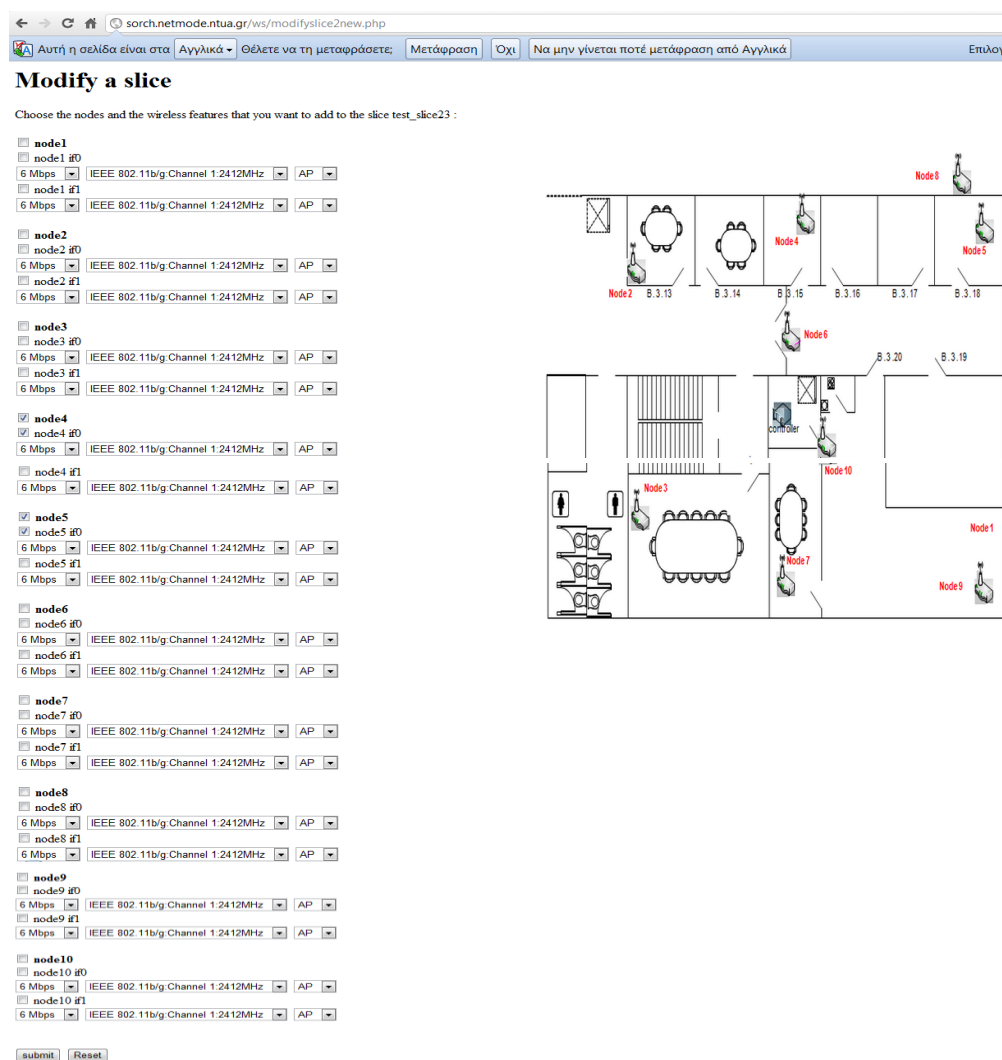 sorch.netmode.ntua.gr/ws/modifyslice2new.php
Αυτή η σελίδα είναι στα Αγγλικά Θέλετε να τη μεταφράσετε; Μετάφραση Όχι Να μην γίνεται ποτέ μετάφραση από Αγγλικά Επιλογ
Modify a slice
Choose the nodes and the wireless features that you want to add to the slice test_slice23 :
node1
node1 if0
6 Mbps IEEE 802.11b/g:Channel 1:2412MHz AP
node1 if1
6 Mbps IEEE 802.11b/g:Channel 1:2412MHz AP
node2
node2 if0
6 Mbps IEEE 802.11b/g:Channel 1:2412MHz AP
node2 if1
6 Mbps IEEE 802.11b/g:Channel 1:2412MHz AP
node3
node3 if0
6 Mbps IEEE 802.11b/g:Channel 1:2412MHz AP
node3 if1
6 Mbps IEEE 802.11b/g:Channel 1:2412MHz AP
node4
node4 if0
6 Mbps IEEE 802.11b/g:Channel 1:2412MHz AP
node4 if1
6 Mbps IEEE 802.11b/g:Channel 1:2412MHz AP
node5
node5 if0
6 Mbps IEEE 802.11b/g:Channel 1:2412MHz AP
node5 if1
6 Mbps IEEE 802.11b/g:Channel 1:2412MHz AP
node6
node6 if0
6 Mbps IEEE 802.11b/g:Channel 1:2412MHz AP
node6 if1
6 Mbps IEEE 802.11b/g:Channel 1:2412MHz AP
node7
node7 if0
6 Mbps IEEE 802.11b/g:Channel 1:2412MHz AP
node7 if1
6 Mbps IEEE 802.11b/g:Channel 1:2412MHz AP
node8
node8 if0
6 Mbps IEEE 802.11b/g:Channel 1:2412MHz AP
node8 if1
6 Mbps IEEE 802.11b/g:Channel 1:2412MHz AP
node9
node9 if0
6 Mbps IEEE 802.11b/g:Channel 1:2412MHz AP
node9 if1
6 Mbps IEEE 802.11b/g:Channel 1:2412MHz AP
node10
node10 if0
6 Mbps IEEE 802.11b/g:Channel 1:2412MHz AP
node10 if1
6 Mbps IEEE 802.11b/g:Channel 1:2412MHz AP
submit Reset
Node 8
Node 4
Node 5
Node 2 B.3.13 B.3.14 B.3.15 B.3.16 B.3.17 B.3.18
Node 6
B.3.20 B.3.19
controller
Node 10
Node 3
Node 1
Node 7
Node 9